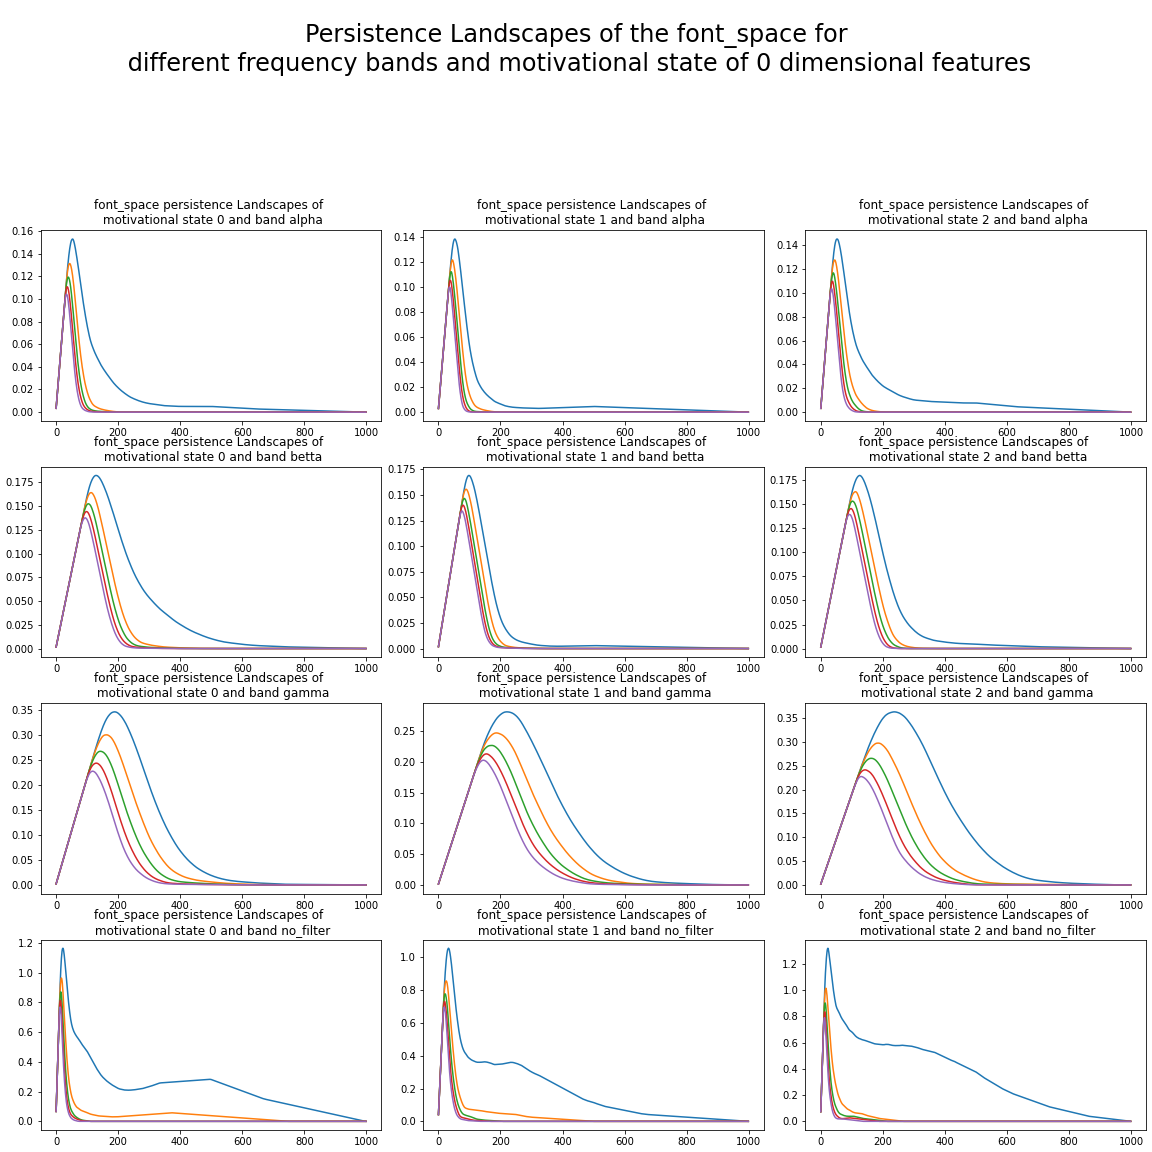 Persistence Landscapes of the font_space for
different frequency bands and motivational state of 0 dimensional features
font_space persistence Landscapes of
motivational state 0 and band alpha
0.16
0.14
0.12
0.10
0.08
0.06
0.04
0.02
0.00
0 200 400 600 800 1000
font_space persistence Landscapes of
motivational state 1 and band alpha
0.14
0.12
0.10
0.08
0.06
0.04
0.02
0.00
0 200 400 600 800 1000
font_space persistence Landscapes of
motivational state 2 and band alpha
0.14
0.12
0.10
0.08
0.06
0.04
0.02
0.00
0 200 400 600 800 1000
font_space persistence Landscapes of
motivational state 0 and band betta
0.175
0.150
0.125
0.100
0.075
0.050
0.025
0.000
0 200 400 600 800 1000
font_space persistence Landscapes of
motivational state 1 and band betta
0.175
0.150
0.125
0.100
0.075
0.050
0.025
0.000
0 200 400 600 800 1000
font_space persistence Landscapes of
motivational state 2 and band betta
0.175
0.150
0.125
0.100
0.075
0.050
0.025
0.000
0 200 400 600 800 1000
font_space persistence Landscapes of
motivational state 0 and band gamma
0.35
0.30
0.25
0.20
0.15
0.10
0.05
0.00
0 200 400 600 800 1000
font_space persistence Landscapes of
motivational state 1 and band gamma
0.25
0.20
0.15
0.10
0.05
0.00
0 200 400 600 800 1000
font_space persistence Landscapes of
motivational state 2 and band gamma
0.35
0.30
0.25
0.20
0.15
0.10
0.05
0.00
0 200 400 600 800 1000
font_space persistence Landscapes of
motivational state 0 and band no_filter
1.2
1.0
0.8
0.6
0.4
0.2
0.0
0 200 400 600 800 1000
font_space persistence Landscapes of
motivational state 1 and band no_filter
1.0
0.8
0.6
0.4
0.2
0.0
0 200 400 600 800 1000
font_space persistence Landscapes of
motivational state 2 and band no_filter
1.2
1.0
0.8
0.6
0.4
0.2
0.0
0 200 400 600 800 1000